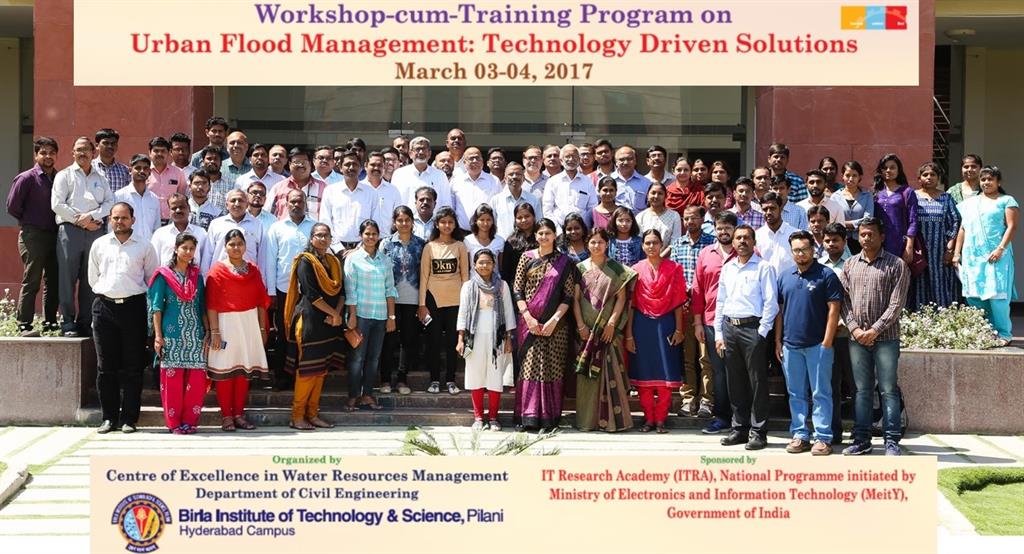 Workshop-cum-Training Program on
Urban Flood Management: Technology Driven Solutions
March 03-04, 2017
Dkny
Organized by
Centre of Excellence in Water Resources Management
Department of Civil Engineering
Birla Institute of Technology & Science, Pilani
Hyderabad Campus
Sponsored by
IT Research Academy (ITRA), National Programme initiated by
Ministry of Electronics and Information Technology (MeitY),
Government of India